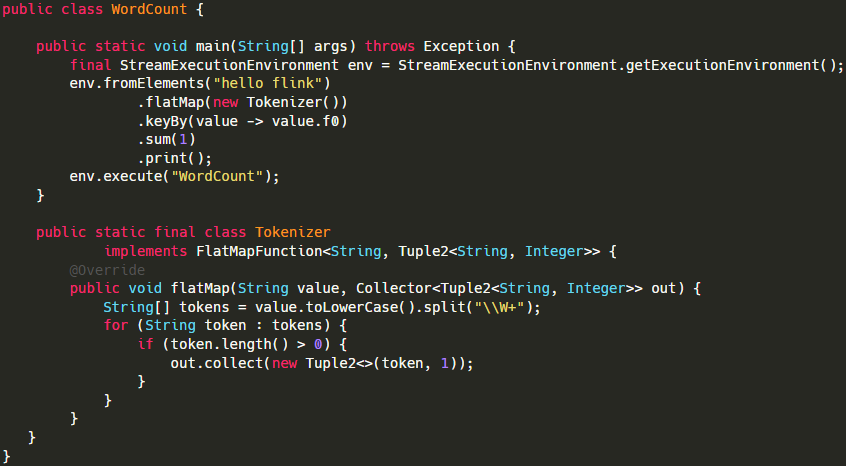 public class WordCount {
public static void main(String[] args) throws Exception {
final StreamExecutionEnvironment env = StreamExecutionEnvironment.getExecutionEnvironment();
env.fromElements("hello flink")
.flatMap(new Tokenizer())
.keyBy(value -> value.f0)
.sum(1)
.print();
env.execute("WordCount");
}
public static final class Tokenizer
implements FlatMapFunction<String, Tuple2<String, Integer>> {
@Override
public void flatMap(String value, Collector<Tuple2<String, Integer>> out) {
String[] tokens = value.toLowerCase().split("\\W+");
for (String token : tokens) {
if (token.length() > 0) {
out.collect(new Tuple2<>(token, 1));
}
}
}
}
}